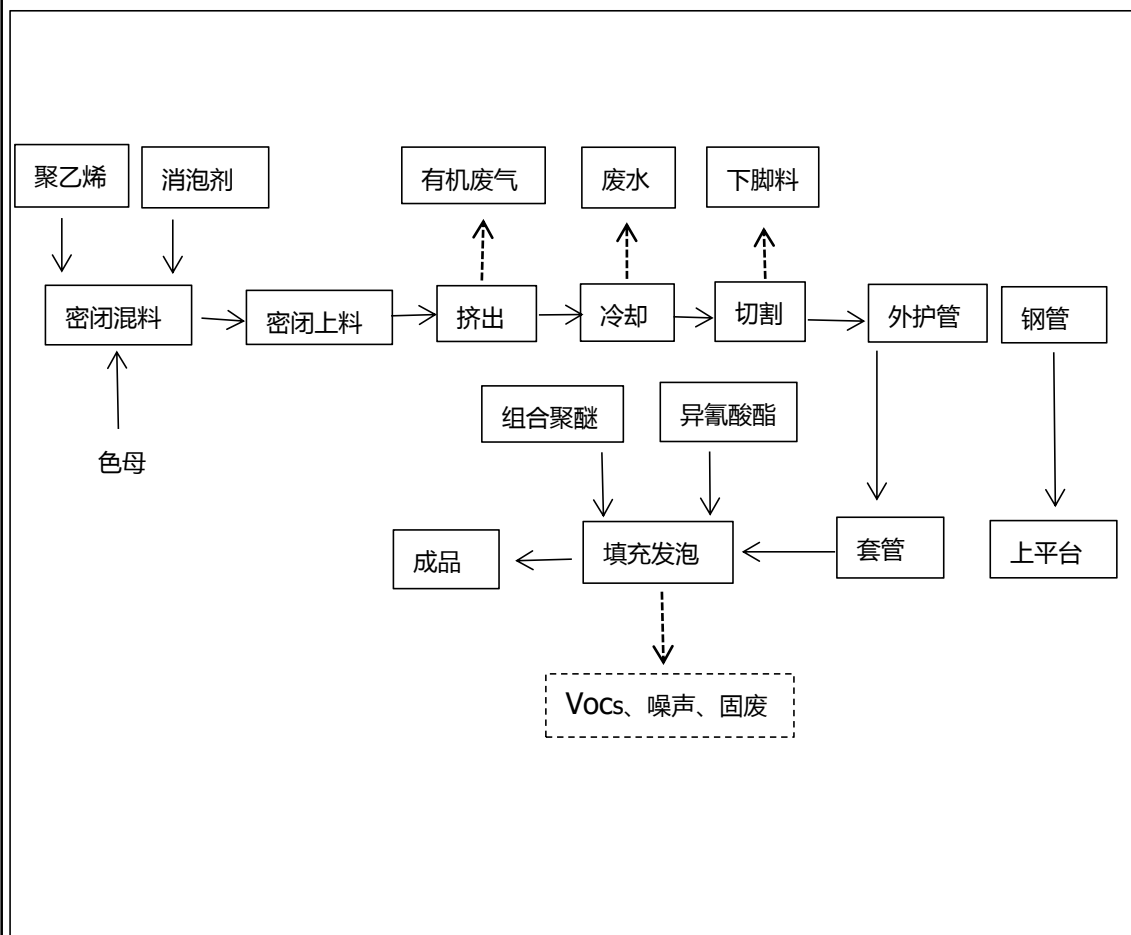 聚乙烯
消泡剂
有机废气
废水
下脚料
密闭混料
密闭上料
挤出
冷却
切割
外护管
钢管
组合聚醚
异氰酸酯
色母
成品
填充发泡
套管
上平台
Vocs、噪声、固废